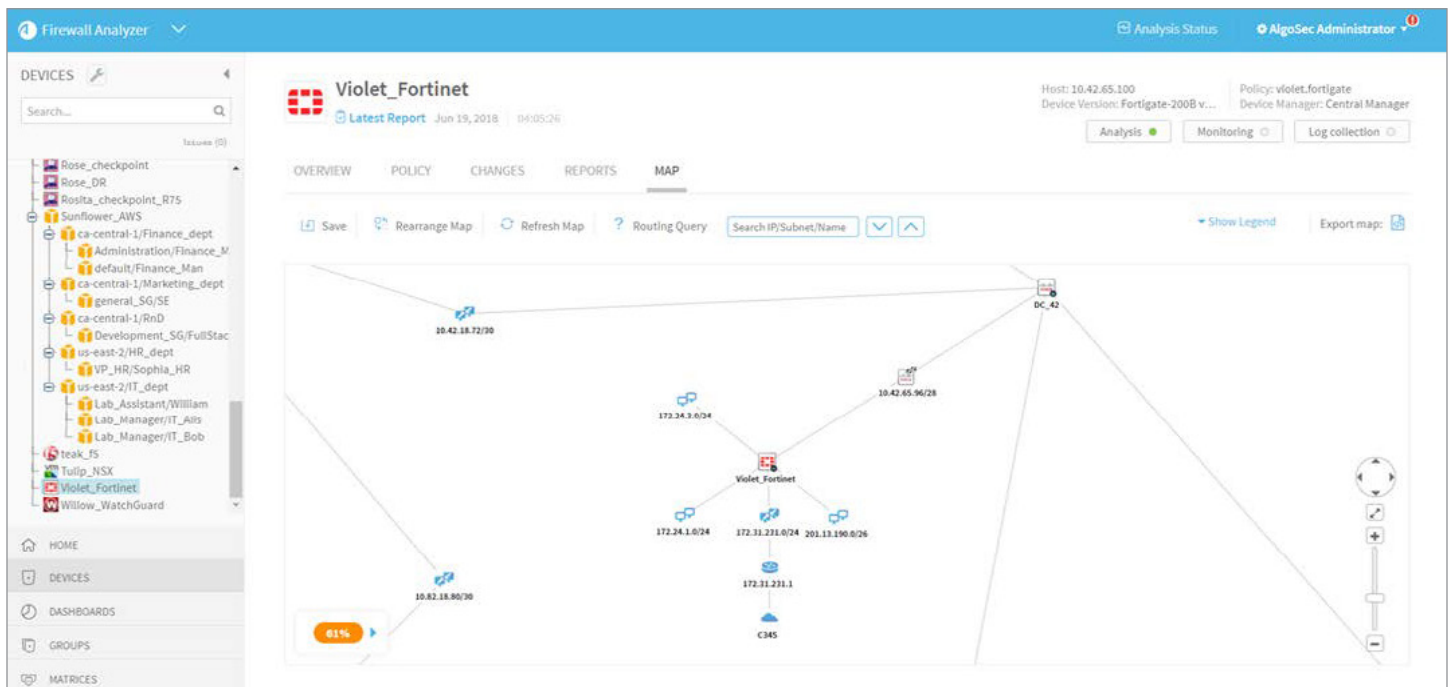 Firewall Analyzer
Analysis Status
AlgoSec Administrator
DEVICES
Search...
Issues (0)
Rose_checkpoint
Rose_DR
Rosita_checkpoint_R75
Sunflower_AWS
ca-central-1/Finance_dept
Administration/Finance_M
default/Finance_Man
ca-central-1/Marketing_dept
general_SG/SE
ca-central-1/RnD
Development_SG/FullStac
us-east-2/HR_dept
VP_HR/Sophia_HR
us-east-2/IT_dept
Lab_Assistant/William
Lab_Manager/IT_Alis
Lab_Manager/IT_Bob
teak_f5
Tulip_NSX
Violet_Fortinet
Willow_WatchGuard
HOME
DEVICES
DASHBOARDS
GROUPS
MATRICES
Violet_Fortinet
Latest Report Jun 19, 2018 04:05:26
Host: 10.42.65.100
Device Version: Fortigate-200B v...
Policy: violet.fortigate
Device Manager: Central Manager
Analysis
Monitoring
Log collection
OVERVIEW POLICY CHANGES REPORTS MAP
Save Rearrange Map Refresh Map ? Routing Query Search IP/Subnet/Name Show Legend Export map:
DC_42
10.42.18.72/30
10.42.65.96/28
Violet_Fortinet
172.24.1.0/24
172.31.231.0/24
201.13.190.0/26
172.31.231.1
10.82.18.80/30
C345
61%